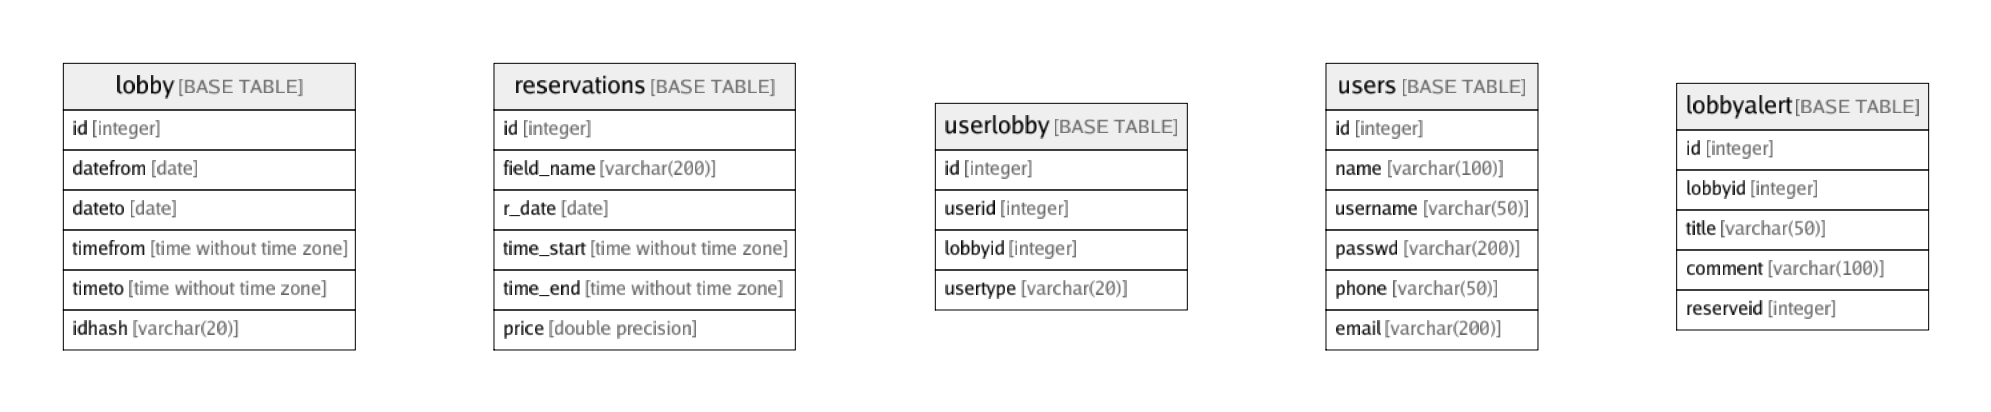 lobby [BASE TABLE]
id [integer]
datefrom [date]
dateto [date]
timefrom [time without time zone]
timeto [time without time zone]
idhash [varchar(20)]
reservations [BASE TABLE]
id [integer]
field_name [varchar(200)]
r_date [date]
time_start [time without time zone]
time_end [time without time zone]
price [double precision]
userlobby [BASE TABLE]
id [integer]
userid [integer]
lobbyid [integer]
usertype [varchar(20)]
users [BASE TABLE]
id [integer]
name [varchar(100)]
username [varchar(50)]
passwd [varchar(200)]
phone [varchar(50)]
email [varchar(200)]
lobbyalert [BASE TABLE]
id [integer]
lobbyid [integer]
title [varchar(50)]
comment [varchar(100)]
reserveid [integer]